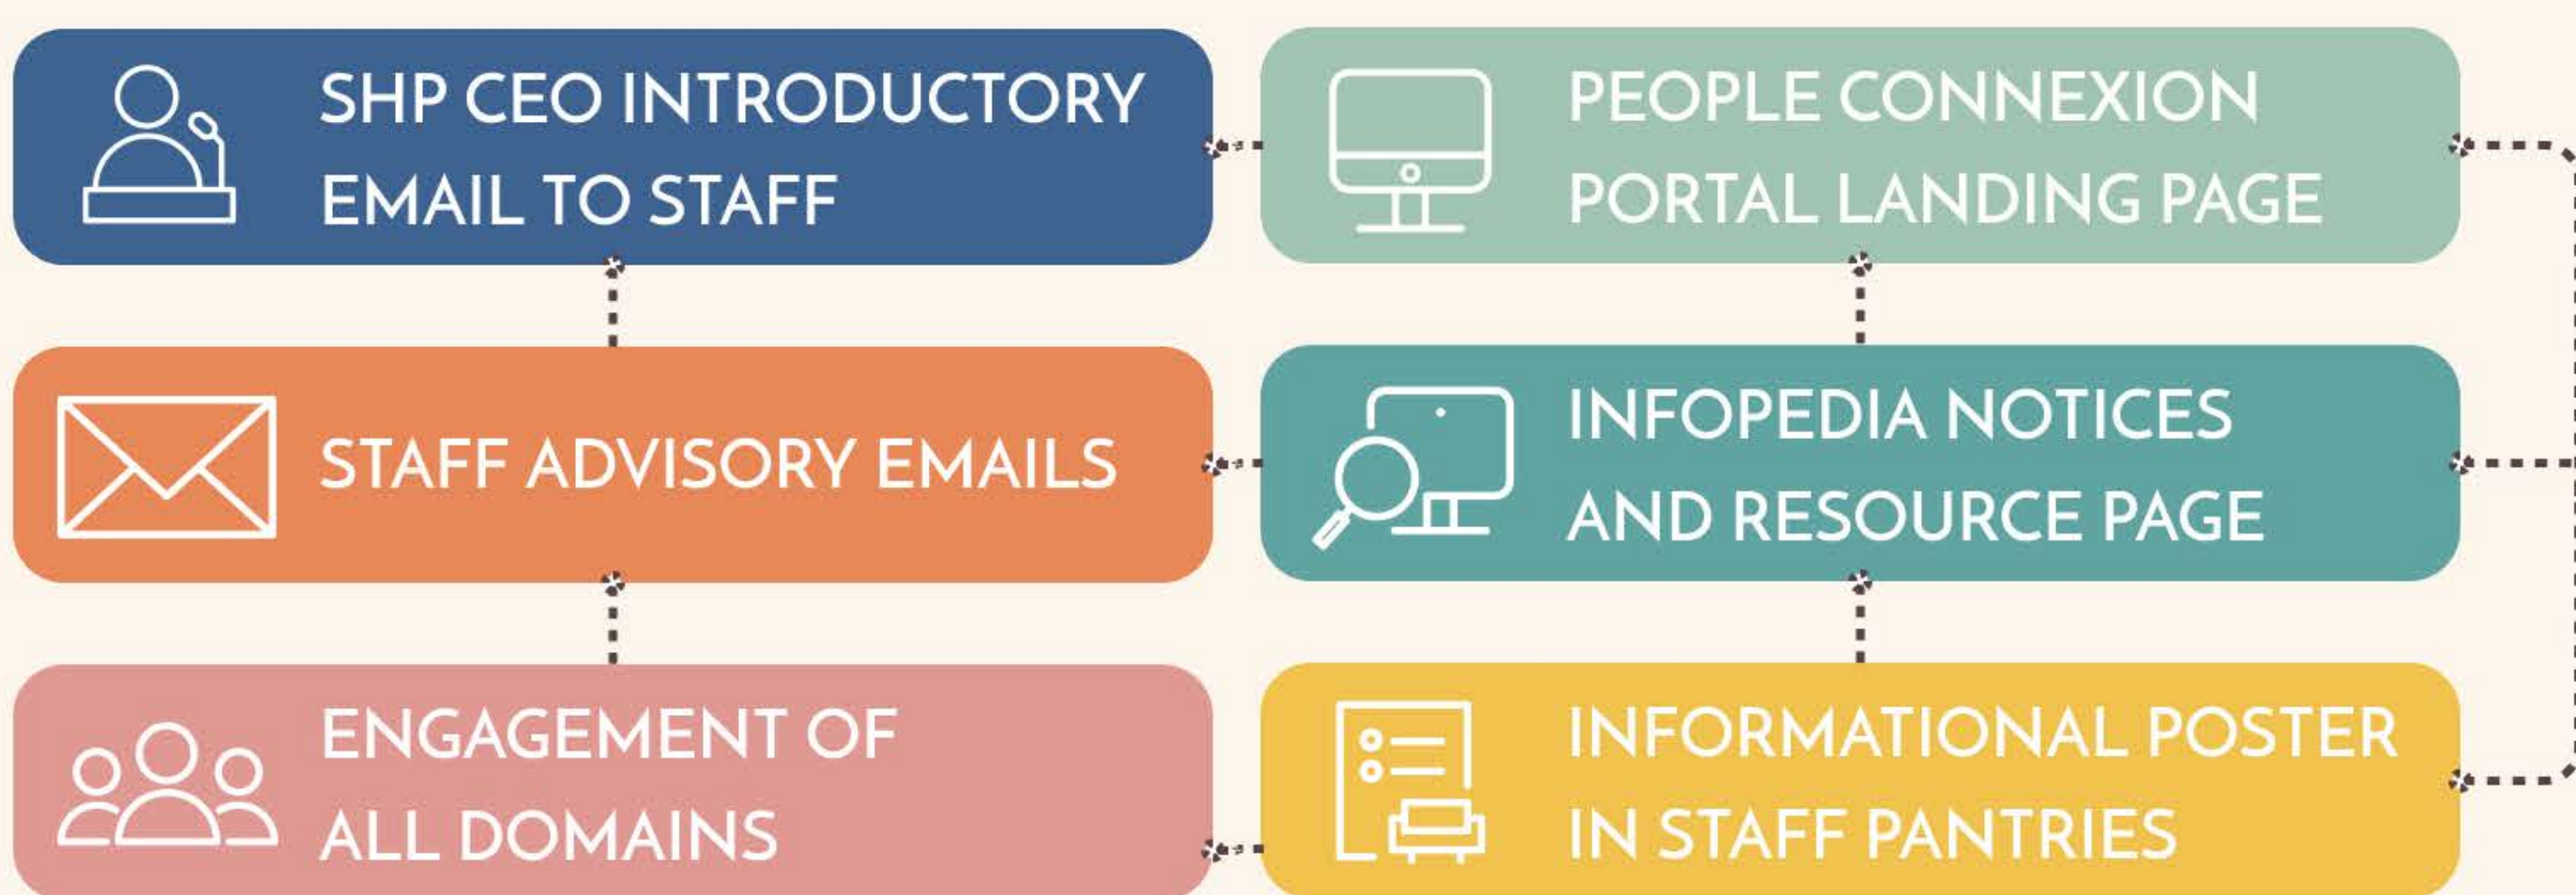 SHP CEO INTRODUCTORY
EMAIL TO STAFF
PEOPLE CONNEXION
PORTAL LANDING PAGE
STAFF ADVISORY EMAILS
INFOPEDIA NOTICES
AND RESOURCE PAGE
ENGAGEMENT OF
ALL DOMAINS
INFORMATIONAL POSTER
IN STAFF PANTRIES